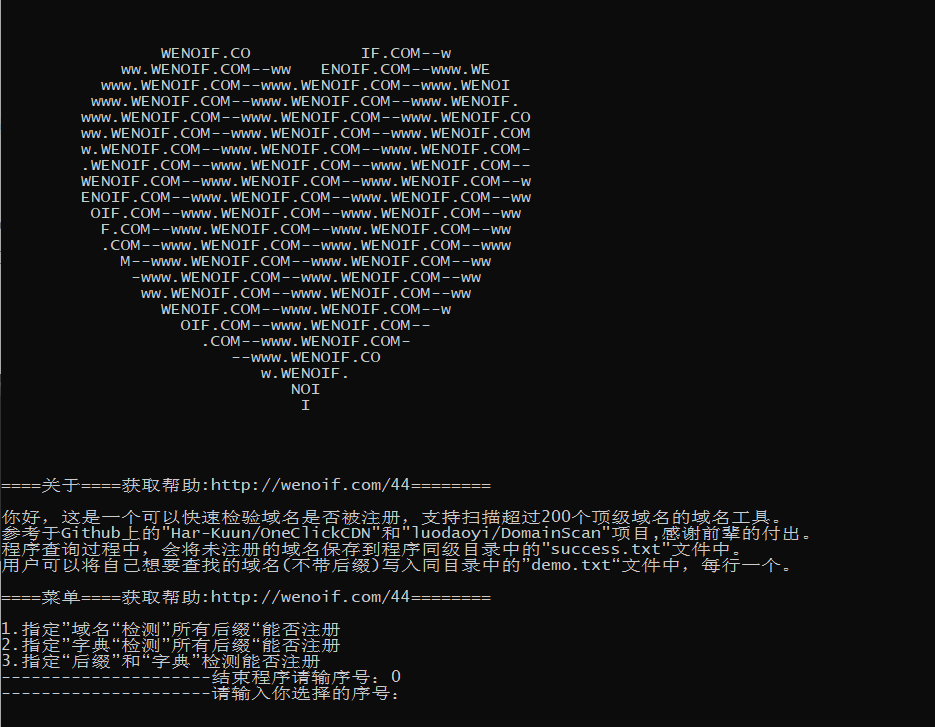 WENOIF.CO           IF.COM--w
ww.WENOIF.COM--ww   ENOIF.COM--www.WE
www.WENOIF.COM--www.WENOIF.COM--www.WENOI
www.WENOIF.COM--www.WENOIF.COM--www.WENOIF.
www.WENOIF.COM--www.WENOIF.COM--www.WENOIF.CO
ww.WENOIF.COM--www.WENOIF.COM--www.WENOIF.COM
w.WENOIF.COM--www.WENOIF.COM--www.WENOIF.COM-
.WENOIF.COM--www.WENOIF.COM--www.WENOIF.COM--
WENOIF.COM--www.WENOIF.COM--www.WENOIF.COM--w
ENOIF.COM--www.WENOIF.COM--www.WENOIF.COM--ww
OIF.COM--www.WENOIF.COM--www.WENOIF.COM--ww
F.COM--www.WENOIF.COM--www.WENOIF.COM--ww
.COM--www.WENOIF.COM--www.WENOIF.COM--www
M--www.WENOIF.COM--www.WENOIF.COM--ww
-www.WENOIF.COM--www.WENOIF.COM--ww
ww.WENOIF.COM--www.WENOIF.COM--ww
WENOIF.COM--www.WENOIF.COM--w
OIF.COM--www.WENOIF.COM--
.COM--www.WENOIF.COM-
--www.WENOIF.CO
w.WENOIF.
NOI
I
====关于====获取帮助:http://wenoif.com/44========
你好，这是一个可以快速检验域名是否被注册，支持扫描超过200个顶级域名的域名工具。
参考于Github上的"Har-Kuun/OneClickCDN"和"luodaoyi/DomainScan"项目,感谢前辈的付出。
程序查询过程中，会将未注册的域名保存到程序同级目录中的"success.txt"文件中。
用户可以将自己想要查找的域名(不带后缀)写入同目录中的”demo.txt“文件中，每行一个。
====菜单====获取帮助:http://wenoif.com/44========
1.指定”域名“检测”所有后缀“能否注册
2.指定”字典“检测”所有后缀“能否注册
3.指定“后缀”和“字典”检测能否注册
---------------------结束程序请输序号：0
---------------------请输入你选择的序号：